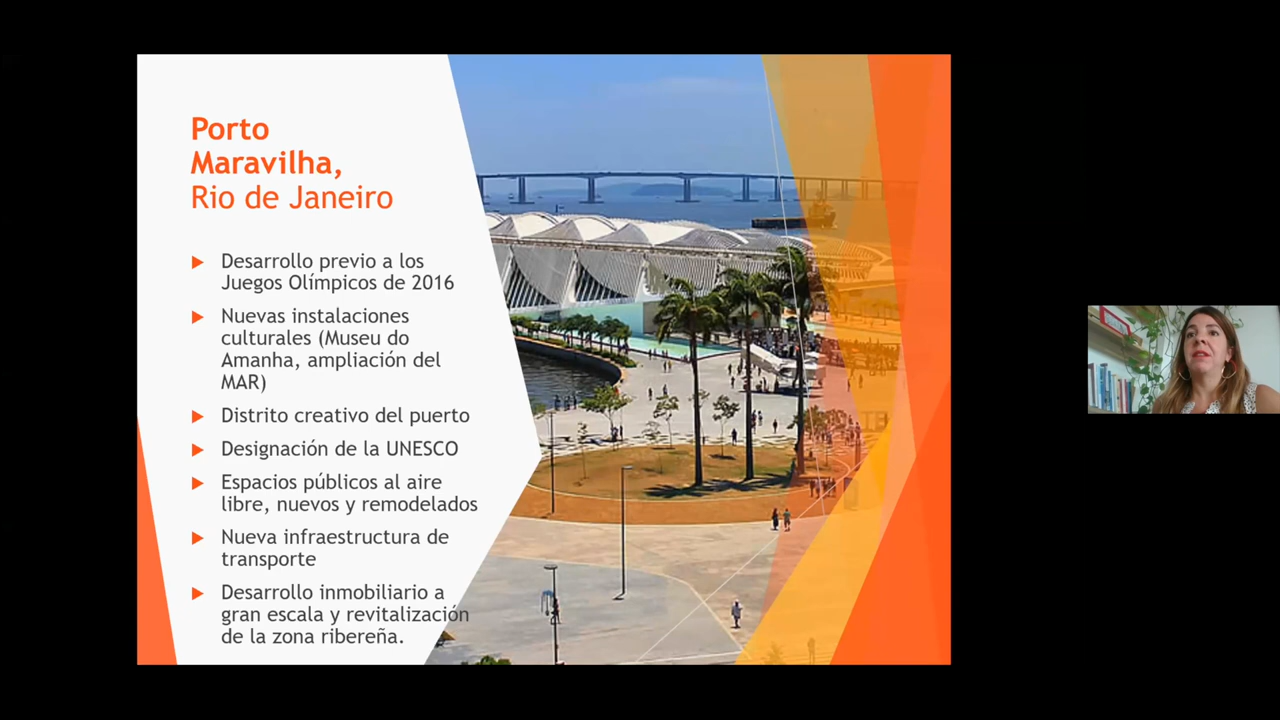 Porto
Maravilha,
Rio de Janeiro
Desarrollo previo a los
Juegos Olímpicos de 2016
Nuevas instalaciones
culturales (Museu do
Amanha, ampliación del
MAR)
Distrito creativo del puerto
Designación de la UNESCO
Espacios públicos al aire
libre, nuevos y remodelados
Nueva infraestructura de
transporte
Desarrollo inmobiliario a
gran escala y revitalización
de la zona ribereña.